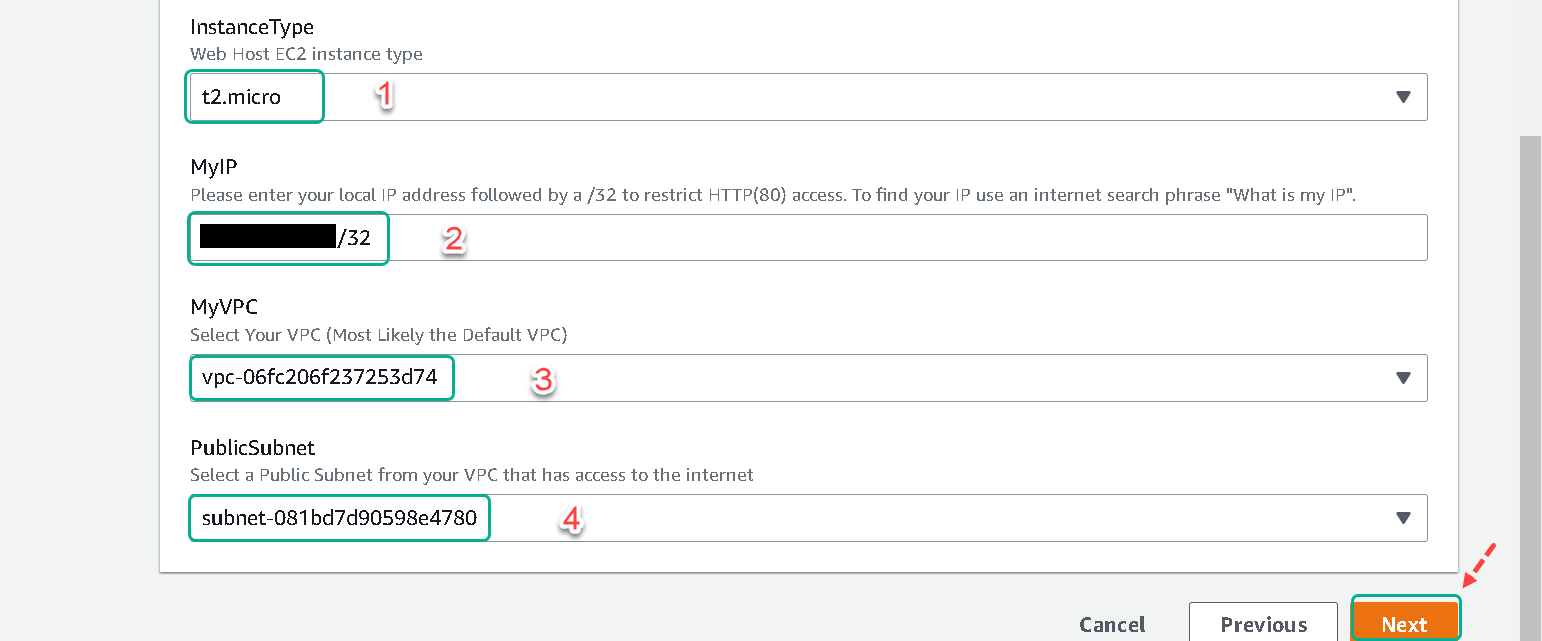 InstanceType
Web Host EC2 instance type
t2.micro 1
MyIP
Please enter your local IP address followed by a /32 to restrict HTTP(80) access. To find your IP use an internet search phrase "What is my IP".
/32 2
MyVPC
Select Your VPC (Most Likely the Default VPC)
vpc-06fc206f237253d74 3
PublicSubnet
Select a Public Subnet from your VPC that has access to the internet
subnet-081bd7d90598e4780 4
Cancel Previous Next